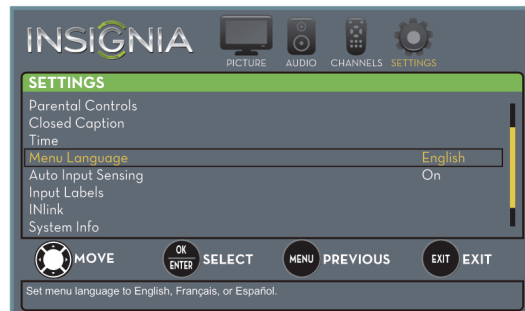 INSIGNIA
PICTURE AUDIO CHANNELS SETTINGS
SETTINGS
Parental Controls
Closed Caption
Time
Menu Language English
Auto Input Sensing On
Input Labels
INlink
System Info
MOVE OK ENTER SELECT MENU PREVIOUS EXIT EXIT
Set menu language to English, Français, or Español.